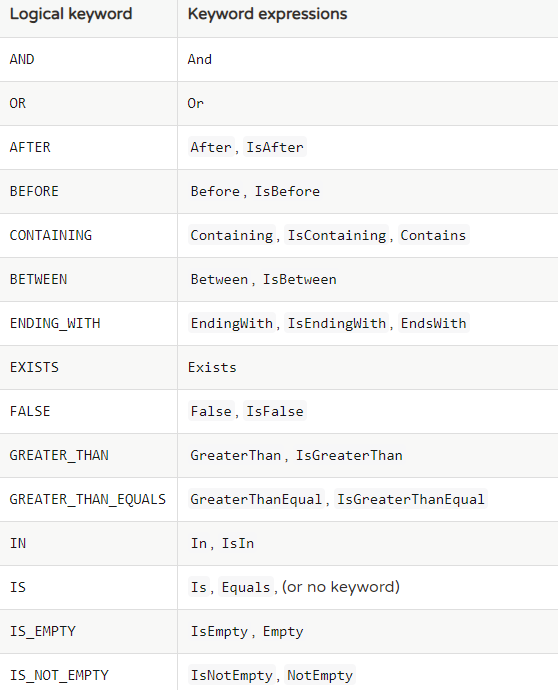 Logical keyword Keyword expressions
AND And
OR Or
AFTER After, IsAfter
BEFORE Before, IsBefore
CONTAINING Containing, IsContaining, Contains
BETWEEN Between, IsBetween
ENDING_WITH EndingWith, IsEndingWith, EndsWith
EXISTS Exists
FALSE False, IsFalse
GREATER_THAN GreaterThan, IsGreaterThan
GREATER_THAN_EQUALS GreaterThanEqual, IsGreaterThanEqual
IN In, IsIn
IS Is, Equals, (or no keyword)
IS_EMPTY IsEmpty, Empty
IS_NOT_EMPTY IsNotEmpty, NotEmpty